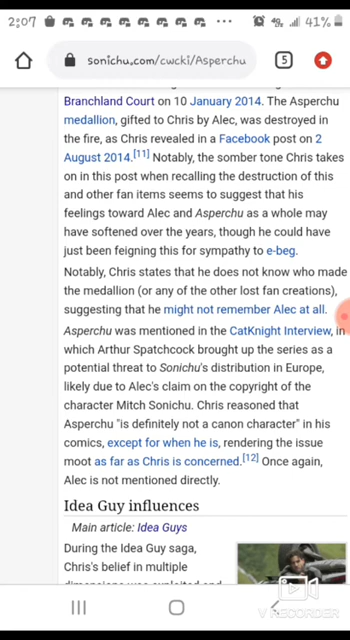 2:07 ... 41%
sonichu.com/cwcki/Asperchu 5
Branchland Court on 10 January 2014. The Asperchu
medallion, gifted to Chris by Alec, was destroyed in
the fire, as Chris revealed in a Facebook post on 2
August 2014.[11] Notably, the somber tone Chris takes
on in this post when recalling the destruction of this
and other fan items seems to suggest that his
feelings toward Alec and Asperchu as a whole may
have softened over the years, though he could have
just been feigning this for sympathy to e-beg.
Notably, Chris states that he does not know who made
the medallion (or any of the other lost fan creations),
suggesting that he might not remember Alec at all.
Asperchu was mentioned in the CatKnight Interview, in
which Arthur Spatchcock brought up the series as a
potential threat to Sonichu's distribution in Europe,
likely due to Alec's claim on the copyright of the
character Mitch Sonichu. Chris reasoned that
Asperchu "is definitely not a canon character" in his
comics, except for when he is, rendering the issue
moot as far as Chris is concerned.[12] Once again,
Alec is not mentioned directly.
Idea Guy influences
Main article: Idea Guys
During the Idea Guy saga,
Chris's belief in multiple
V RECORDER